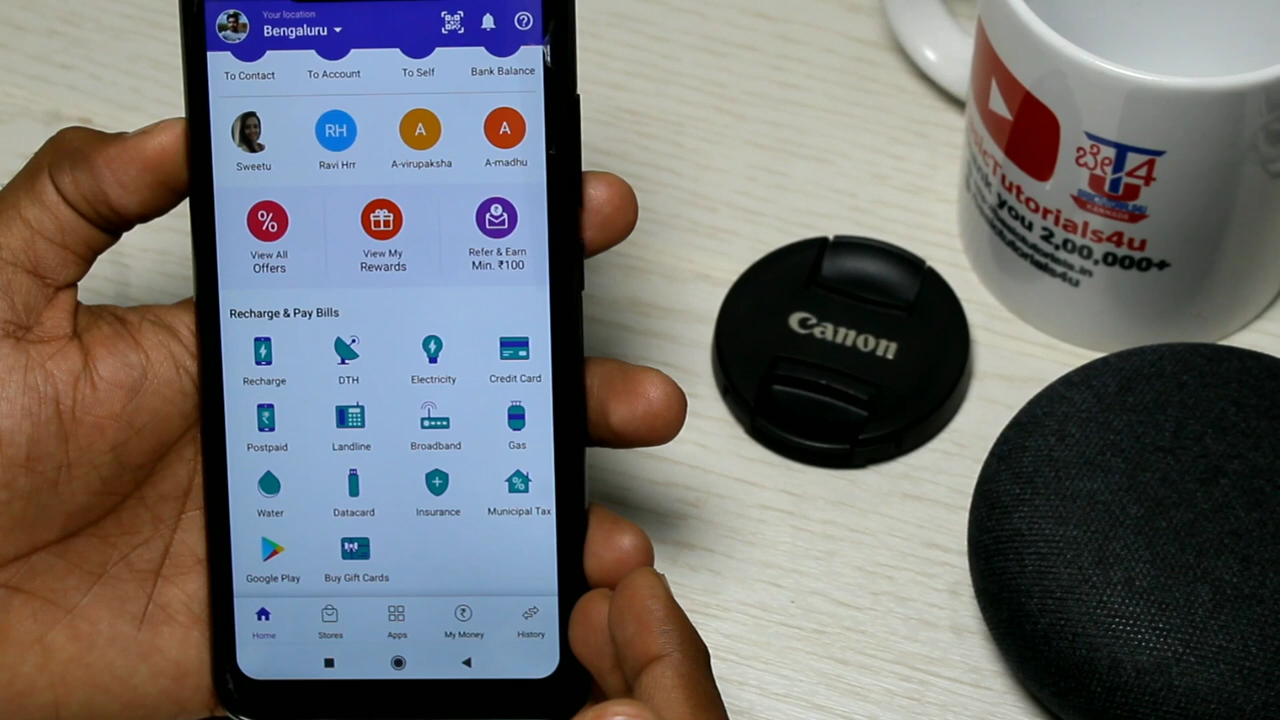 Your location
Bengaluru
To Contact
To Account
To Self
Bank Balance
RH
A
A
Sweetu
Ravi Hrr
A-virupaksha
A-madhu
%
View All
Offers
View My
Rewards
Refer & Earn
Min. ₹100
Recharge & Pay Bills
Recharge
DTH
Electricity
Credit Card
Postpaid
Landline
Broadband
Gas
Water
Datacard
Insurance
Municipal Tax
Google Play
Buy Gift Cards
Home
Stores
Apps
My Money
History
Canon
ಬೇ
T4
KANNADA
Tutorials4u
you 2,00,000+